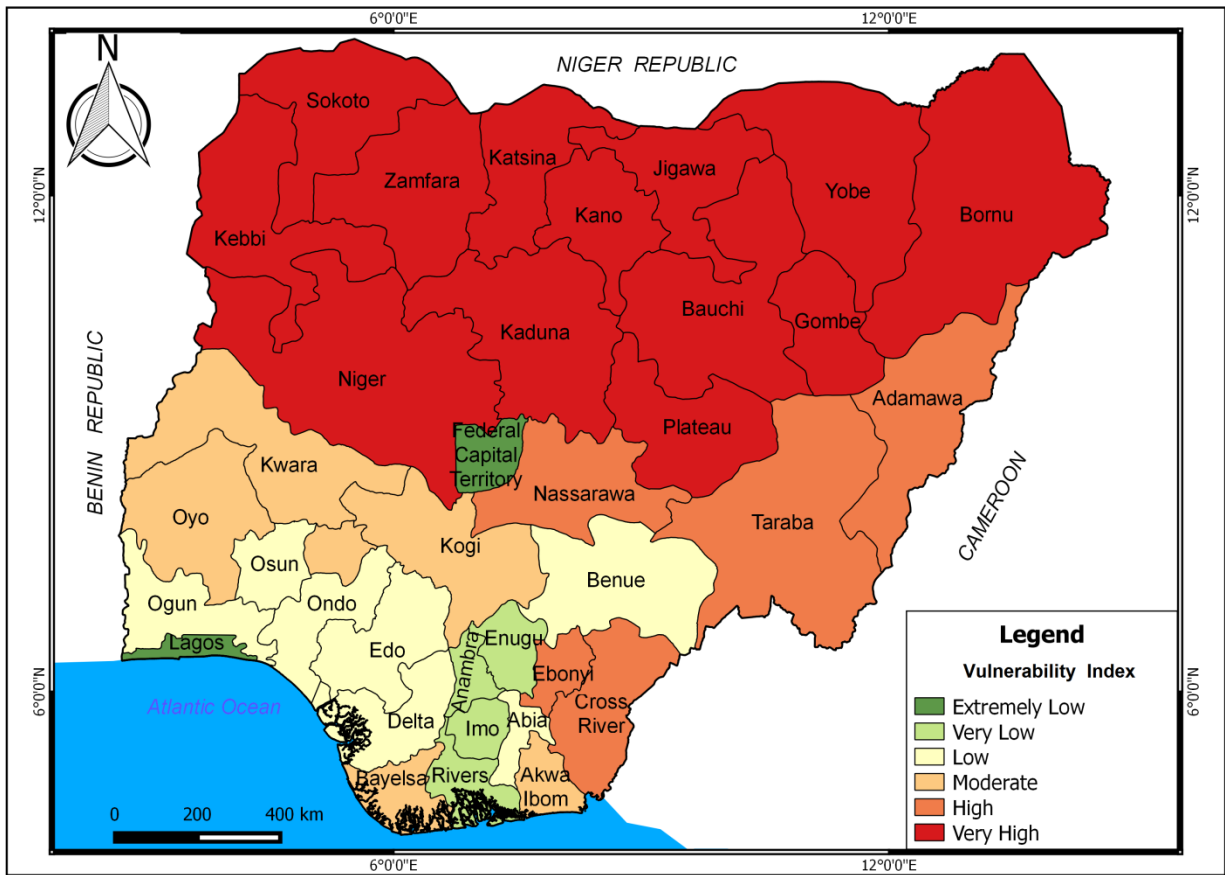 6°0'0"E
12°0'0"E
N
NIGER REPUBLIC
Sokoto
Katsina
Jigawa
Zamfara
Yobe
12°0'0"N
12°0'0"N
Kano
Bornu
Kebbi
Bauchi
Gombe
Kaduna
Niger
BENIN REPUBLIC
Adamawa
Plateau
Federal
Capital
Territory
Kwara
Nassarawa
CAMEROON
Oyo
Taraba
Kogi
Osun
Benue
Ogun
Ondo
Lagos
Edo
Enugu
Anambra
Ebonyi
6°0'0"N
6°0'0"N
Cross
River
Atlantic Ocean
Delta
Imo
Abia
Bayelsa
Rivers
Akwa
Ibom
0 200 400 km
Legend
Vulnerability Index
Extremely Low
Very Low
Low
Moderate
High
Very High
6°0'0"E
12°0'0"E